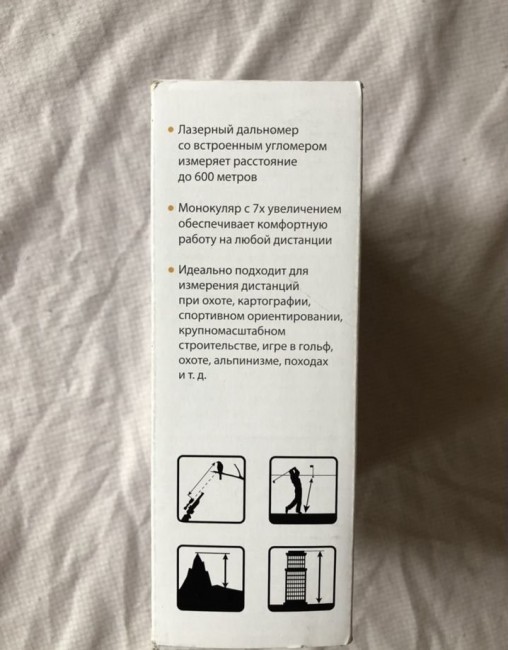 • Лазерный дальномер
со встроенным угломером
измеряет расстояние
до 600 метров
• Монокуляр с 7х увеличением
обеспечивает комфортную
работу на любой дистанции
• Идеально подходит для
измерения дистанций
при охоте, картографии,
спортивном ориентировании,
крупномасштабном
строительстве, игре в гольф,
охоте, альпинизме, походах
и т. д.